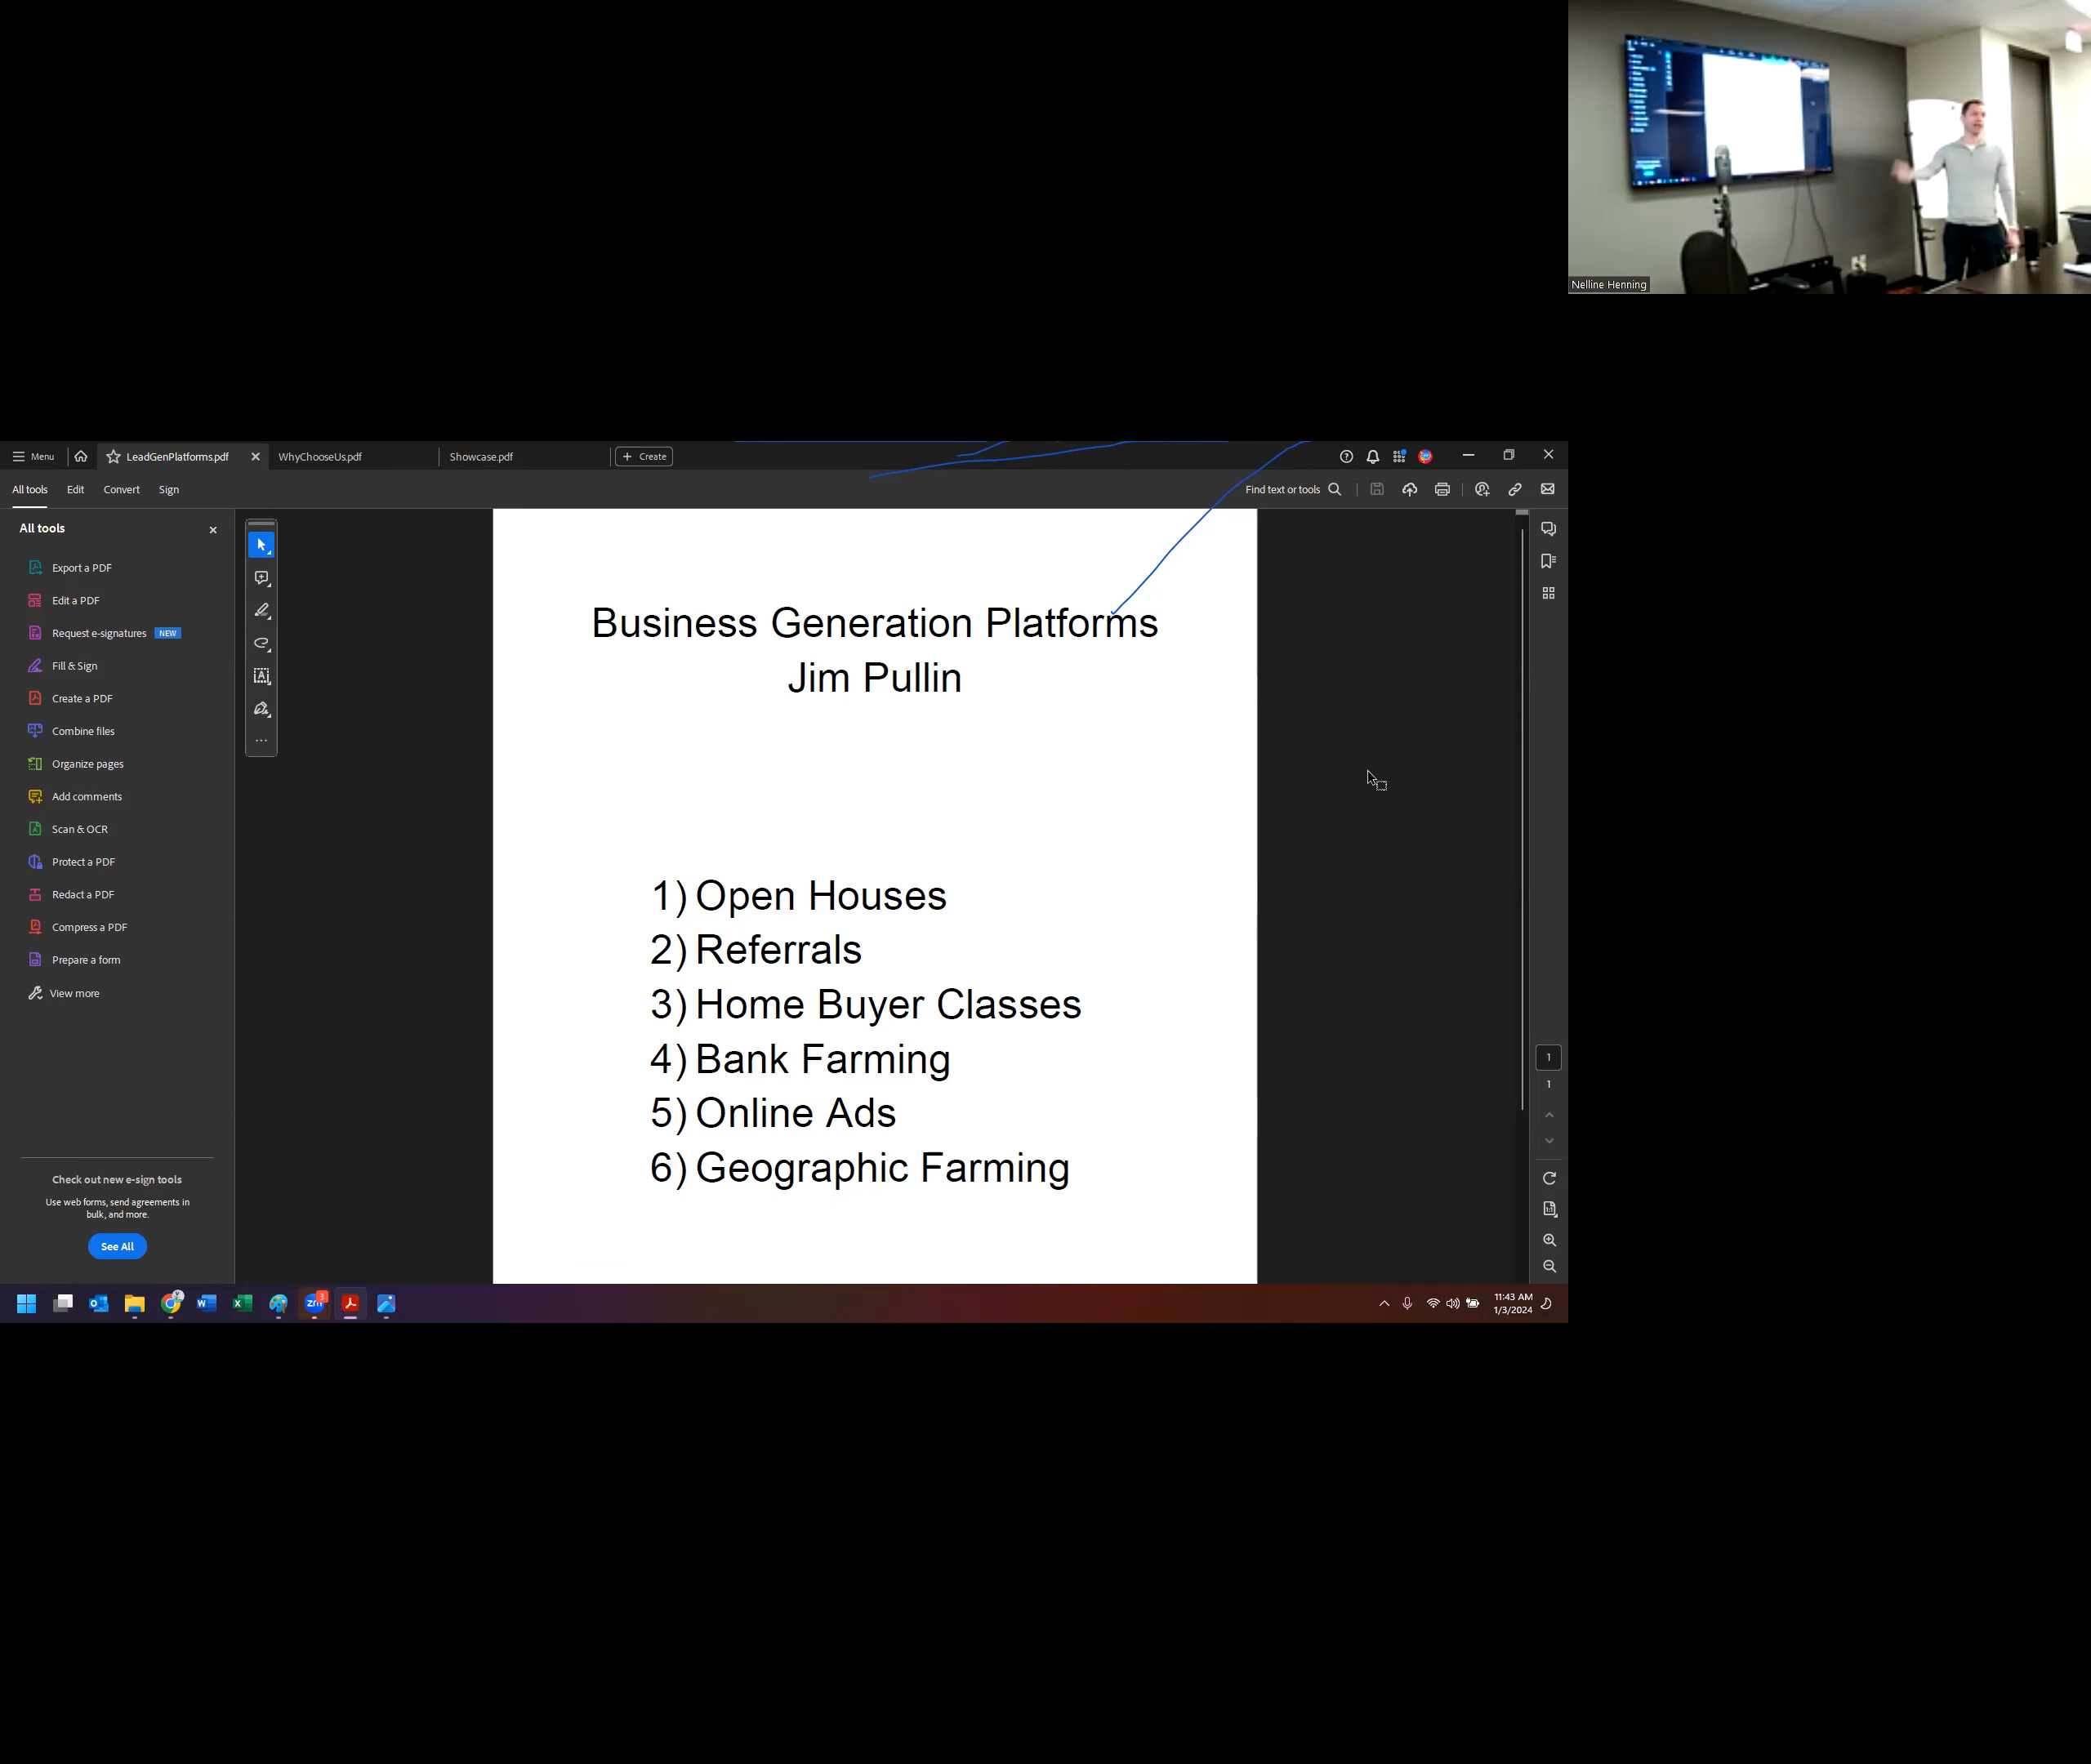 Nelline Henning
Menu
LeadGenPlatforms.pdf
WhyChooseUs.pdf
Showcase.pdf
Create
All tools
Edit
Convert
Sign
Find text or tools
All tools
Export a PDF
Edit a PDF
Request e-signatures NEW
Fill & Sign
Create a PDF
Combine files
Organize pages
Add comments
Scan & OCR
Protect a PDF
Redact a PDF
Compress a PDF
Prepare a form
View more
Check out new e-sign tools
Use web forms, send agreements in
bulk, and more.
See All
Business Generation Platforms
Jim Pullin
1) Open Houses
2) Referrals
3) Home Buyer Classes
4) Bank Farming
5) Online Ads
6) Geographic Farming
1
1
11:43 AM
1/3/2024